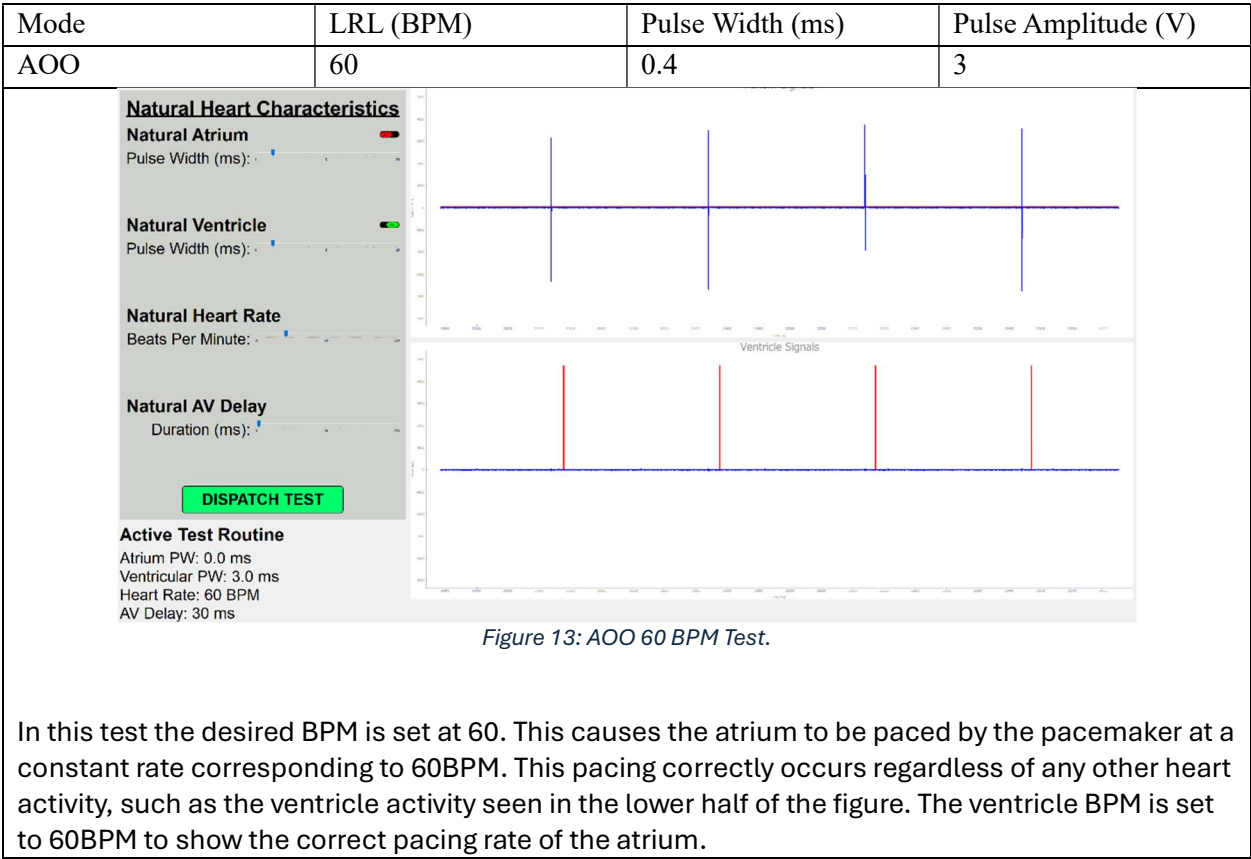 Mode LRL (BPM) Pulse Width (ms) Pulse Amplitude (V)
AOO 60 0.4 3
Natural Heart Characteristics
Natural Atrium
Pulse Width (ms):
Natural Ventricle
Pulse Width (ms):
Natural Heart Rate
Beats Per Minute:
Natural AV Delay
Duration (ms):
DISPATCH TEST
Active Test Routine
Atrium PW: 0.0 ms
Ventricular PW: 3.0 ms
Heart Rate: 60 BPM
AV Delay: 30 ms
Ventricle Signals
Figure 13: AOO 60 BPM Test.
In this test the desired BPM is set at 60. This causes the atrium to be paced by the pacemaker at a
constant rate corresponding to 60BPM. This pacing correctly occurs regardless of any other heart
activity, such as the ventricle activity seen in the lower half of the figure. The ventricle BPM is set
to 60BPM to show the correct pacing rate of the atrium.